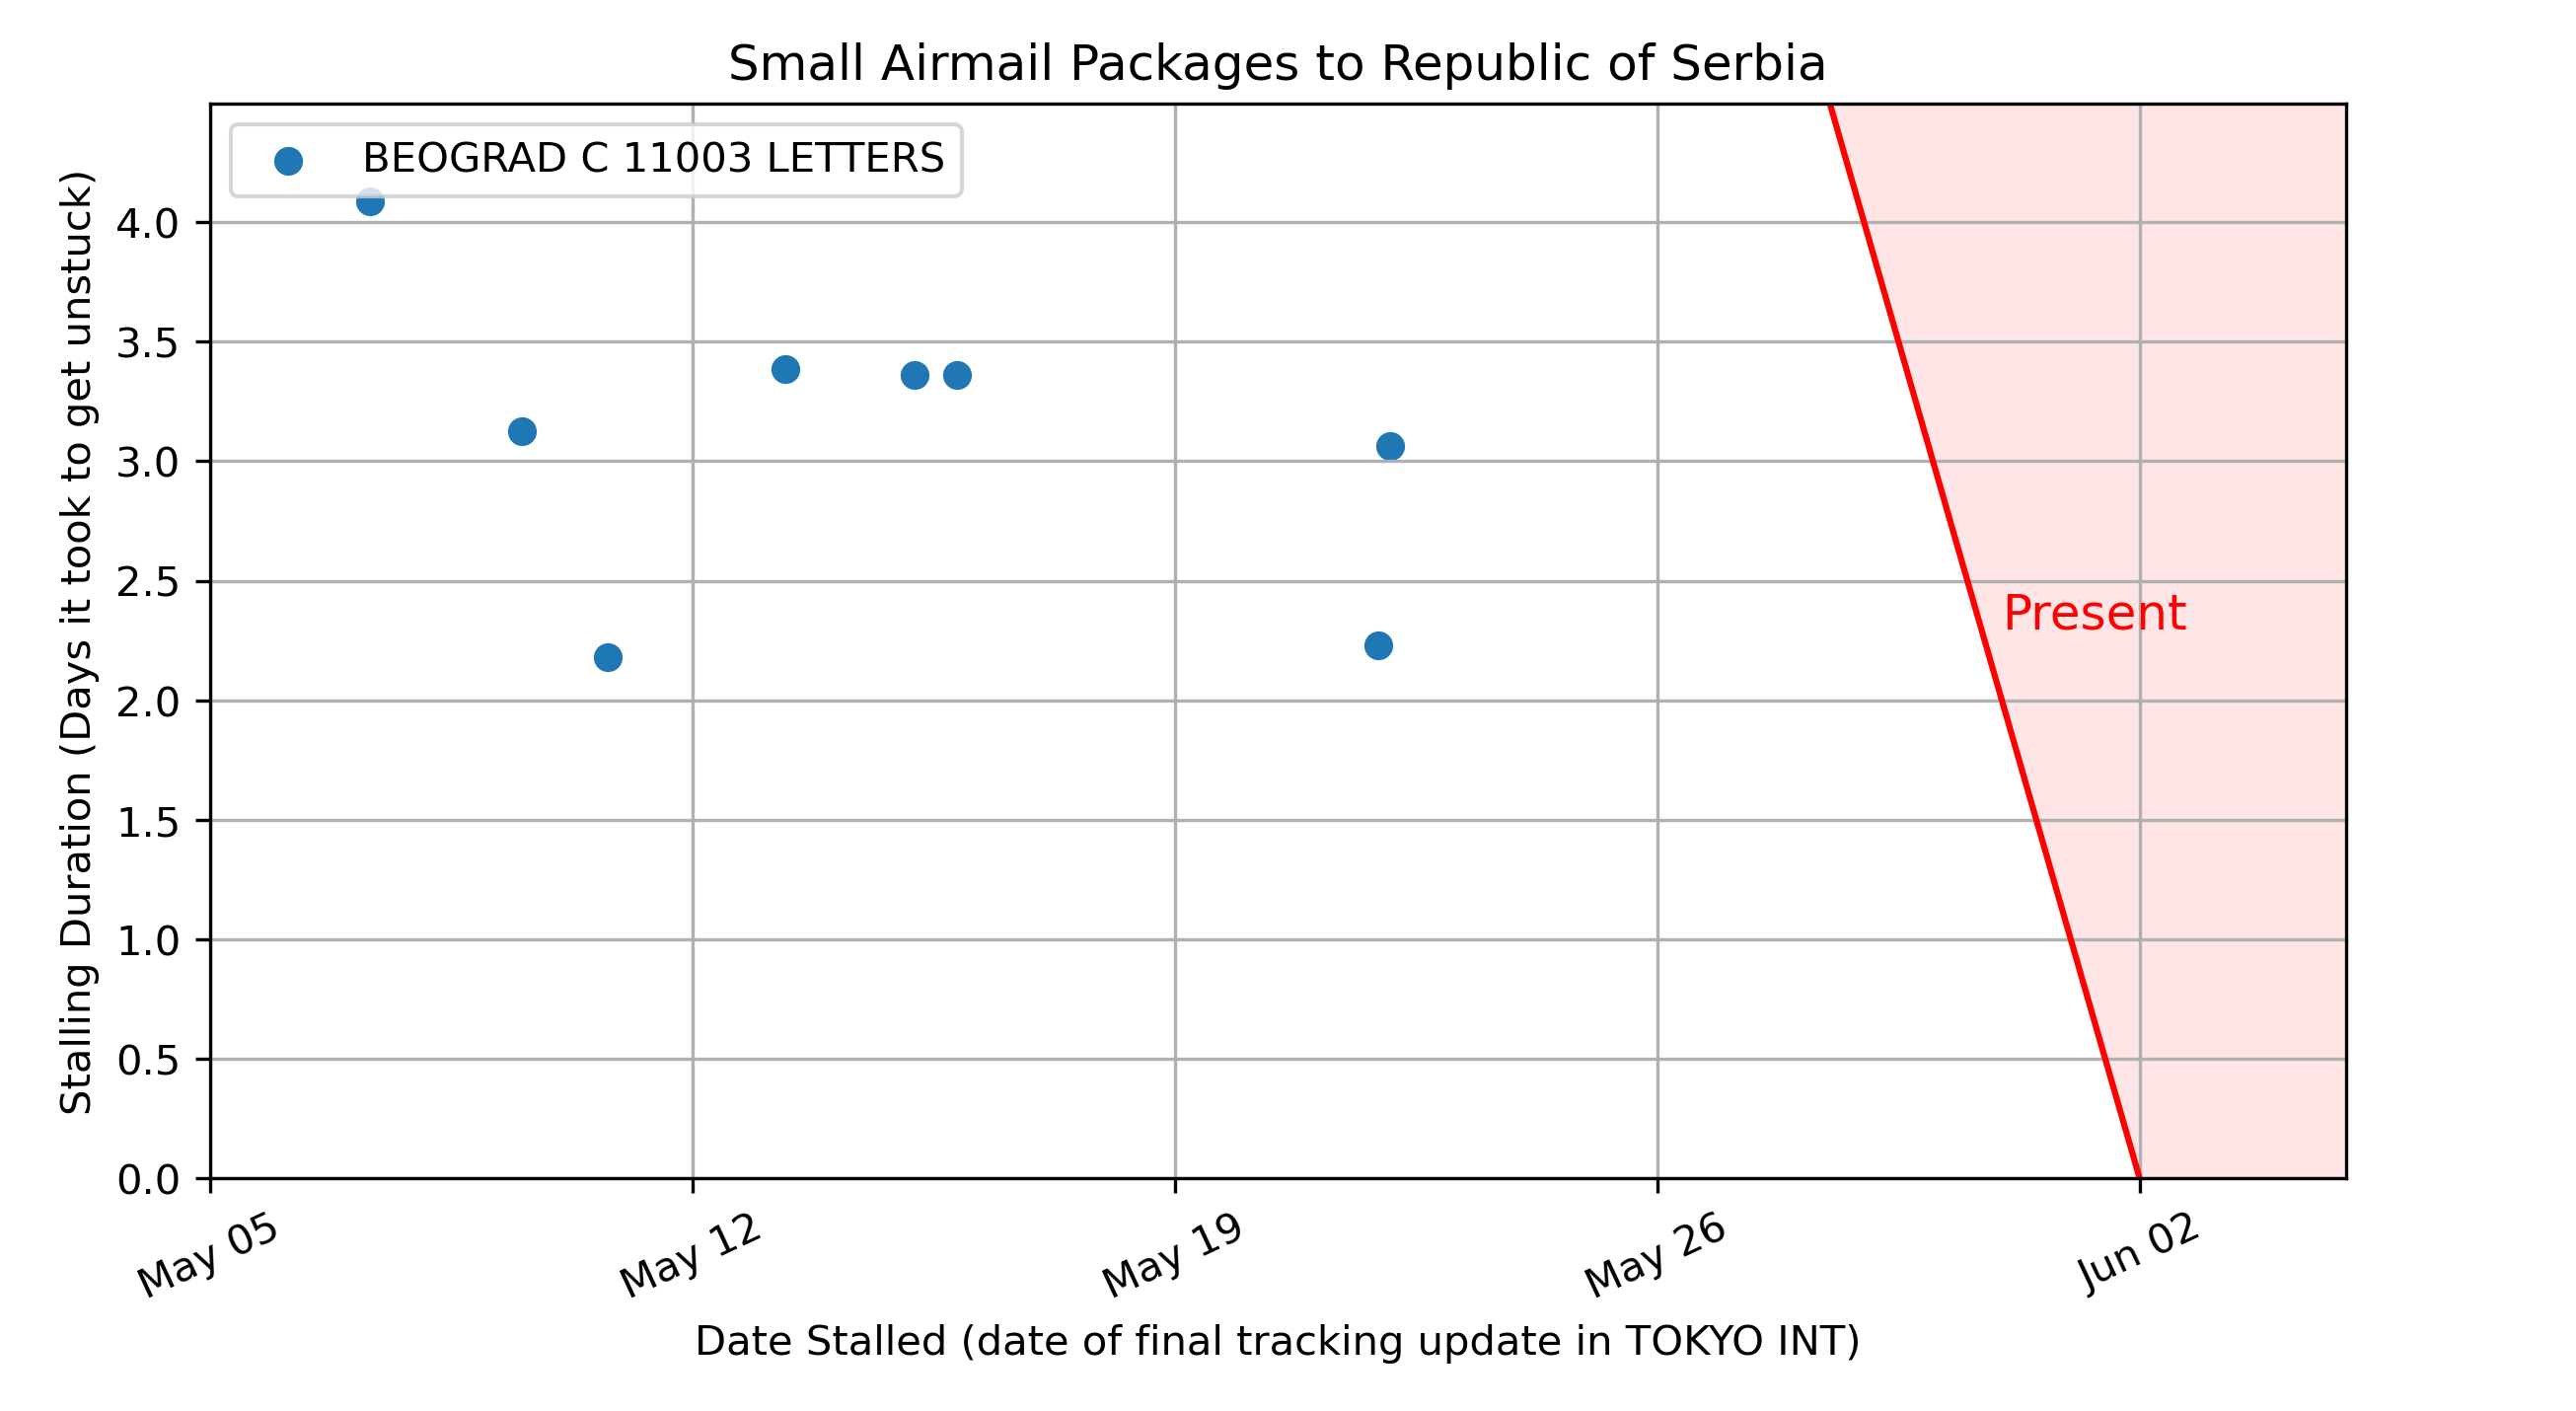 Small Airmail Packages to Republic of Serbia
BEOGRAD C 11003 LETTERS
Stalling Duration (Days it took to get unstuck)
4.0
3.5
3.0
2.5
2.0
1.5
1.0
0.5
0.0
Present
May 05
May 12
May 19
May 26
Jun 02
Date Stalled (date of final tracking update in TOKYO INT)